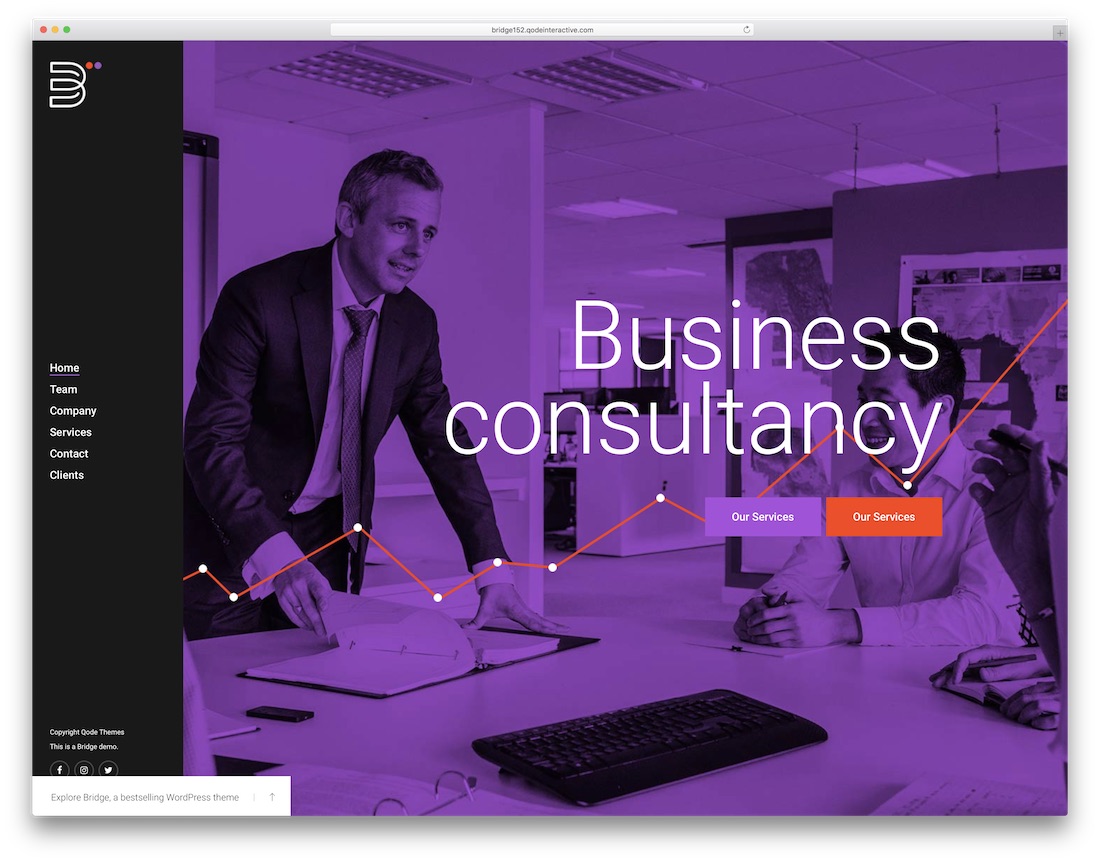 bridge152.qodeinteractive.com
B
Home
Team
Company
Services
Contact
Clients
Business
consultancy
Our Services
Our Services
Copyright Qode Themes
This is a Bridge demo.
Explore Bridge, a bestselling WordPress theme